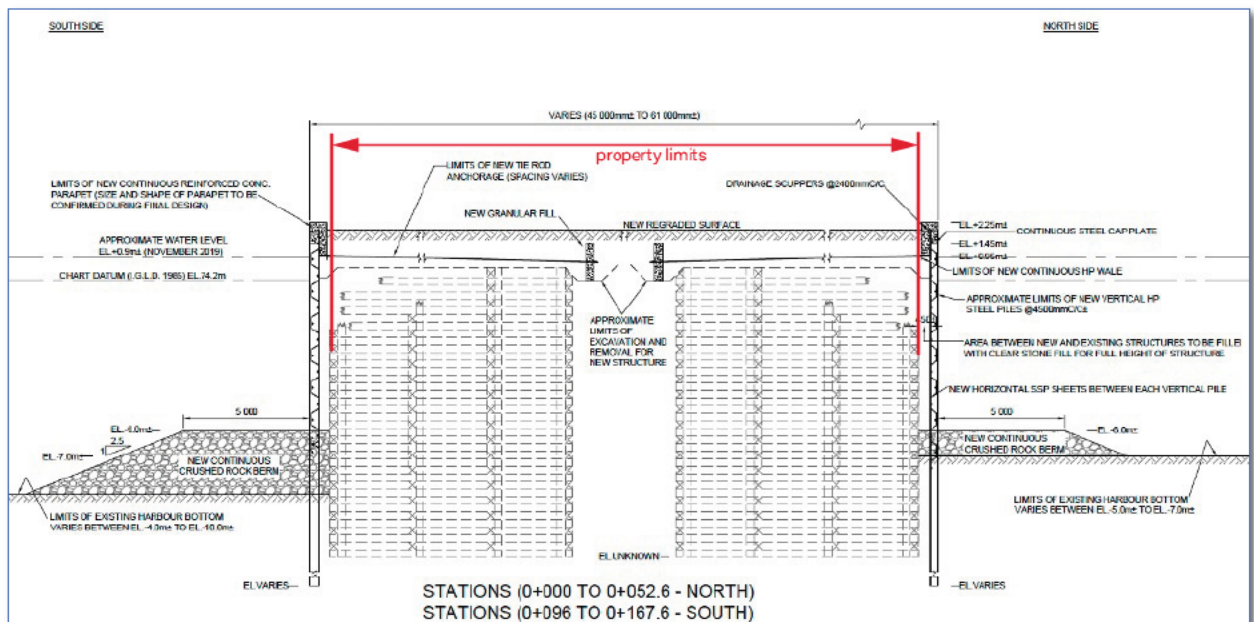 SOUTH SIDE
NORTH SIDE
VARIES (45 000mm± TO 61 000mm±)
property limits
LIMITS OF NEW TIE ROD
ANCHORAGE (SPACING VARIES)
LIMITS OF NEW CONTINUOUS REINFORCED CONC.
PARAPET (SIZE AND SHAPE OF PARAPET TO BE
CONFIRMED DURING FINAL DESIGN)
DRAINAGE SCUPPERS @2400mmC/C
NEW GRANULAR FILL
NEW REGRADED SURFACE
EL.+2.25m±
CONTINUOUS STEEL CAP PLATE
APPROXIMATE WATER LEVEL
EL.+0.9m± (NOVEMBER 2019)
EL.+1.45m±
CHART DATUM (I.G.L.D. 1985) EL.74.2m
LIMITS OF NEW CONTINUOUS HP WALE
APPROXIMATE LIMITS OF NEW VERTICAL HP
STEEL PILES @4500mmC/C±
APPROXIMATE
LIMITS OF
EXCAVATION AND
REMOVAL FOR
NEW STRUCTURE
AREA BETWEEN NEW AND EXISTING STRUCTURES TO BE FILLE
WITH CLEAR STONE FILL FOR FULL HEIGHT OF STRUCTURE
NEW HORIZONTAL SSP SHEETS BETWEEN EACH VERTICAL PILE
5 000
5 000
EL.-6.0m±
2.5
1
EL.-7.0m±
NEW CONTINUOUS
CRUSHED ROCK BERM
EL.-6.0m±
NEW CONTINUOUS
CRUSHED ROCK BERM
LIMITS OF EXISTING HARBOUR BOTTOM
VARIES BETWEEN EL.-4.0m± TO EL.-10.0m±
LIMITS OF EXISTING HARBOUR BOTTOM
VARIES BETWEEN EL.-5.0m± TO EL.-7.0m±
EL.UNKNOWN
EL VARIES
EL VARIES
STATIONS (0+000 TO 0+052.6 - NORTH)
STATIONS (0+096 TO 0+167.6 - SOUTH)